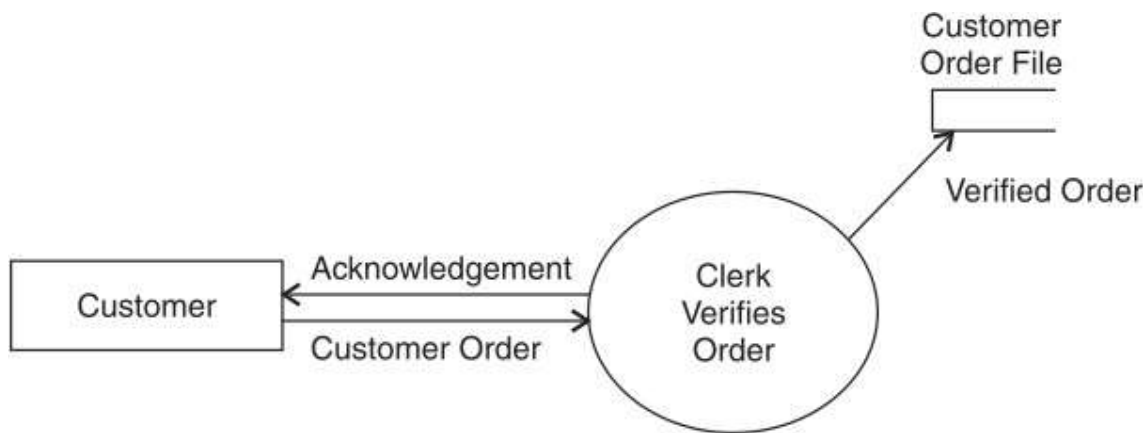 Customer
Order File
Verified Order
Acknowledgement
Customer
Customer Order
Clerk
Verifies
Order